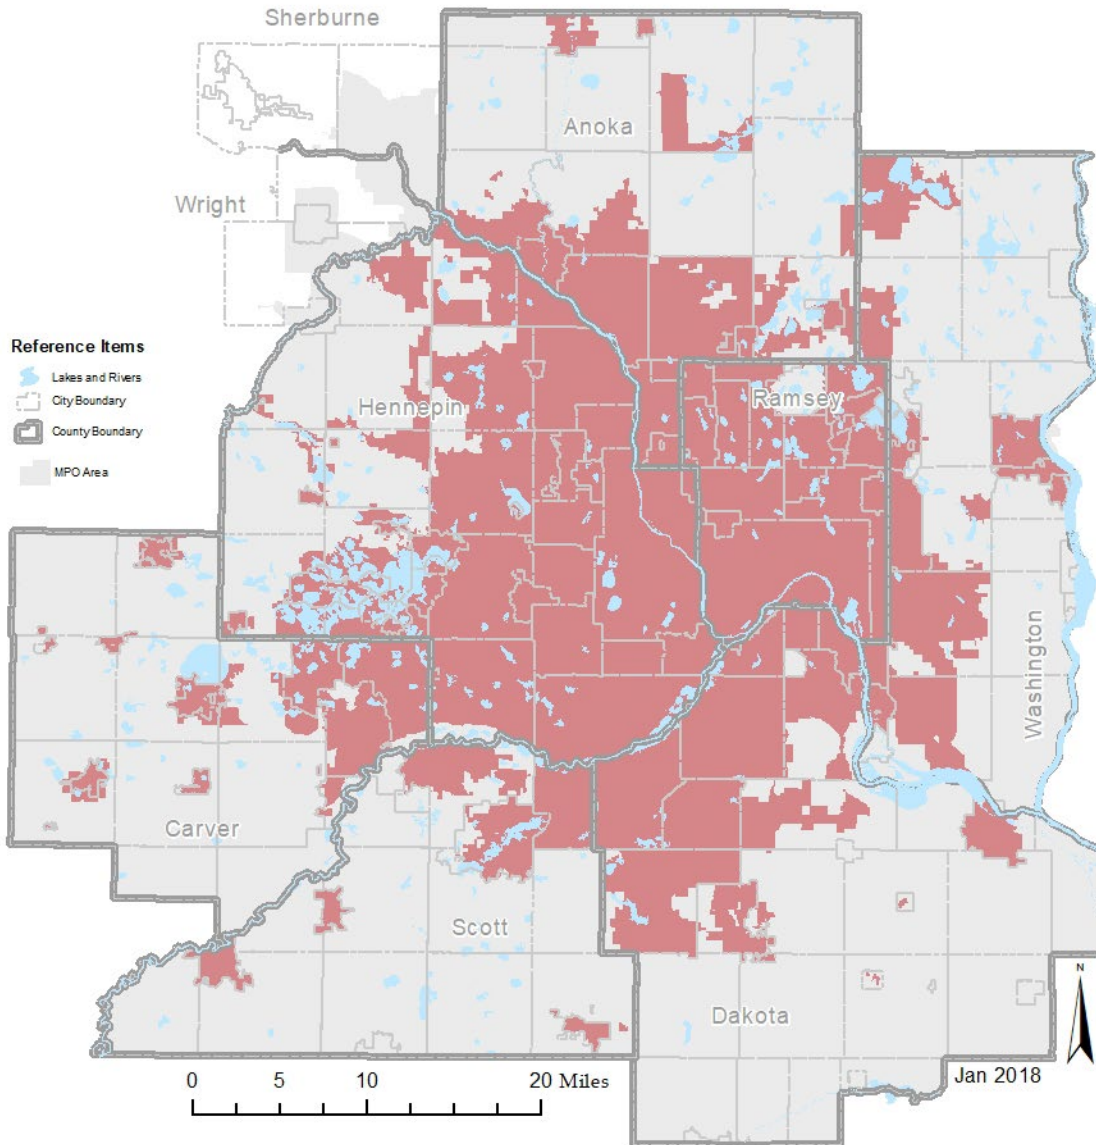 Sherburne
Anoka
Wright
Reference Items
Lakes and Rivers
City Boundary
County Boundary
MPO Area
Hennepin
Ramsey
Washington
Carver
Scott
Dakota
N
Jan 2018
0 5 10 20 Miles